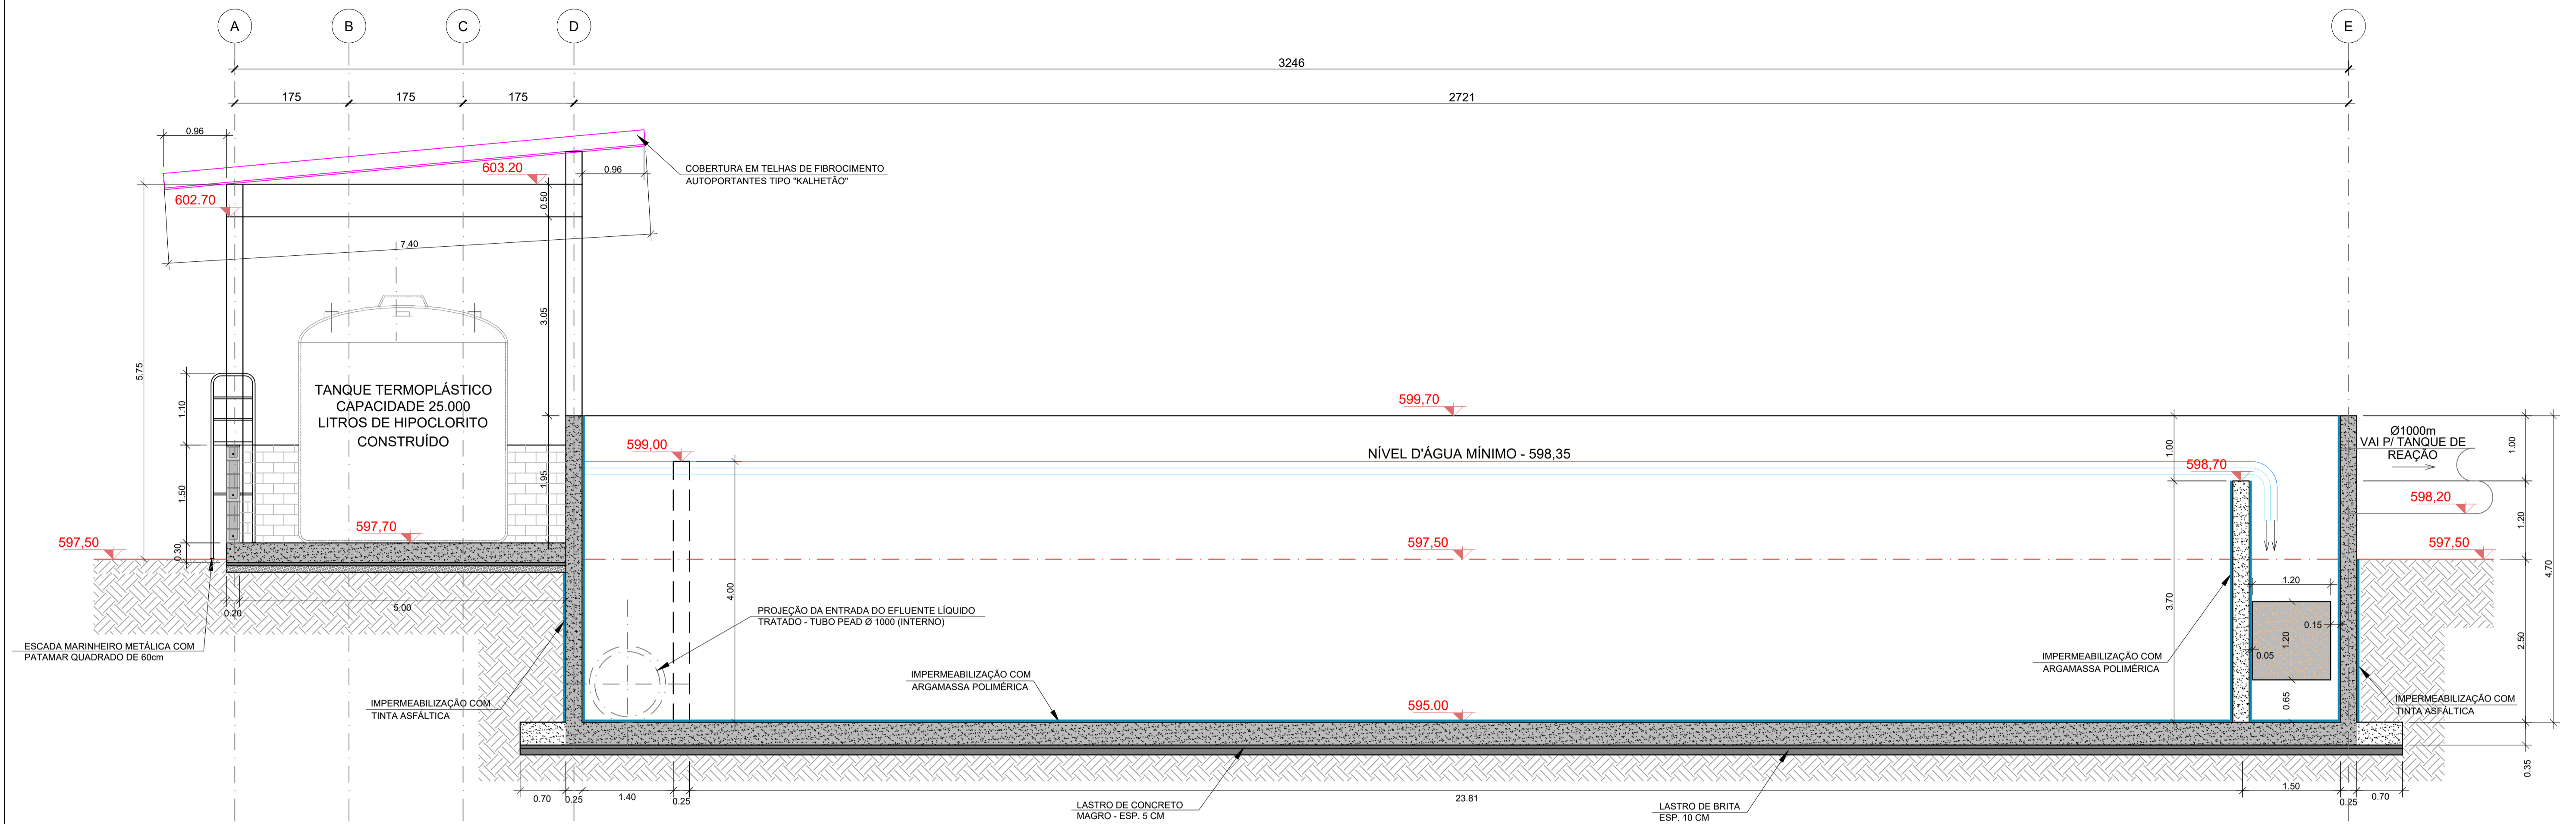 A
B
C
D
E
3246
175
175
175
2721
0.96
COBERTURA EM TELHAS DE FIBROCIMENTO
AUTOPORTANTES TIPO "KALHETÃO"
603.20
0.96
602.70
0.50
7.40
3.05
5.75
TANQUE TERMOPLÁSTICO
CAPACIDADE 25.000
LITROS DE HIPOCLORITO
CONSTRUÍDO
1.10
1.50
0.30
1.95
597,70
597,50
0.20
5.00
ESCADA MARINHEIRO METÁLICA COM
PATAMAR QUADRADO DE 60cm
599,00
599,70
NÍVEL D'ÁGUA MÍNIMO - 598,35
598,70
1.00
3.70
4.00
597,50
PROJEÇÃO DA ENTRADA DO EFLUENTE LÍQUIDO
TRATADO - TUBO PEAD Ø 1000 (INTERNO)
IMPERMEABILIZAÇÃO COM
ARGAMASSA POLIMÉRICA
IMPERMEABILIZAÇÃO COM
TINTA ASFÁLTICA
595.00
IMPERMEABILIZAÇÃO COM
ARGAMASSA POLIMÉRICA
1.20
0.15
1.20
0.05
0.65
Ø1000m
VAI P/ TANQUE DE
REAÇÃO
598,20
597,50
1.00
1.20
2.50
4.70
0.35
IMPERMEABILIZAÇÃO COM
TINTA ASFÁLTICA
0.70
0.25
1.40
0.25
23.81
1.50
0.25
0.70
LASTRO DE CONCRETO
MAGRO - ESP. 5 CM
LASTRO DE BRITA
ESP. 10 CM